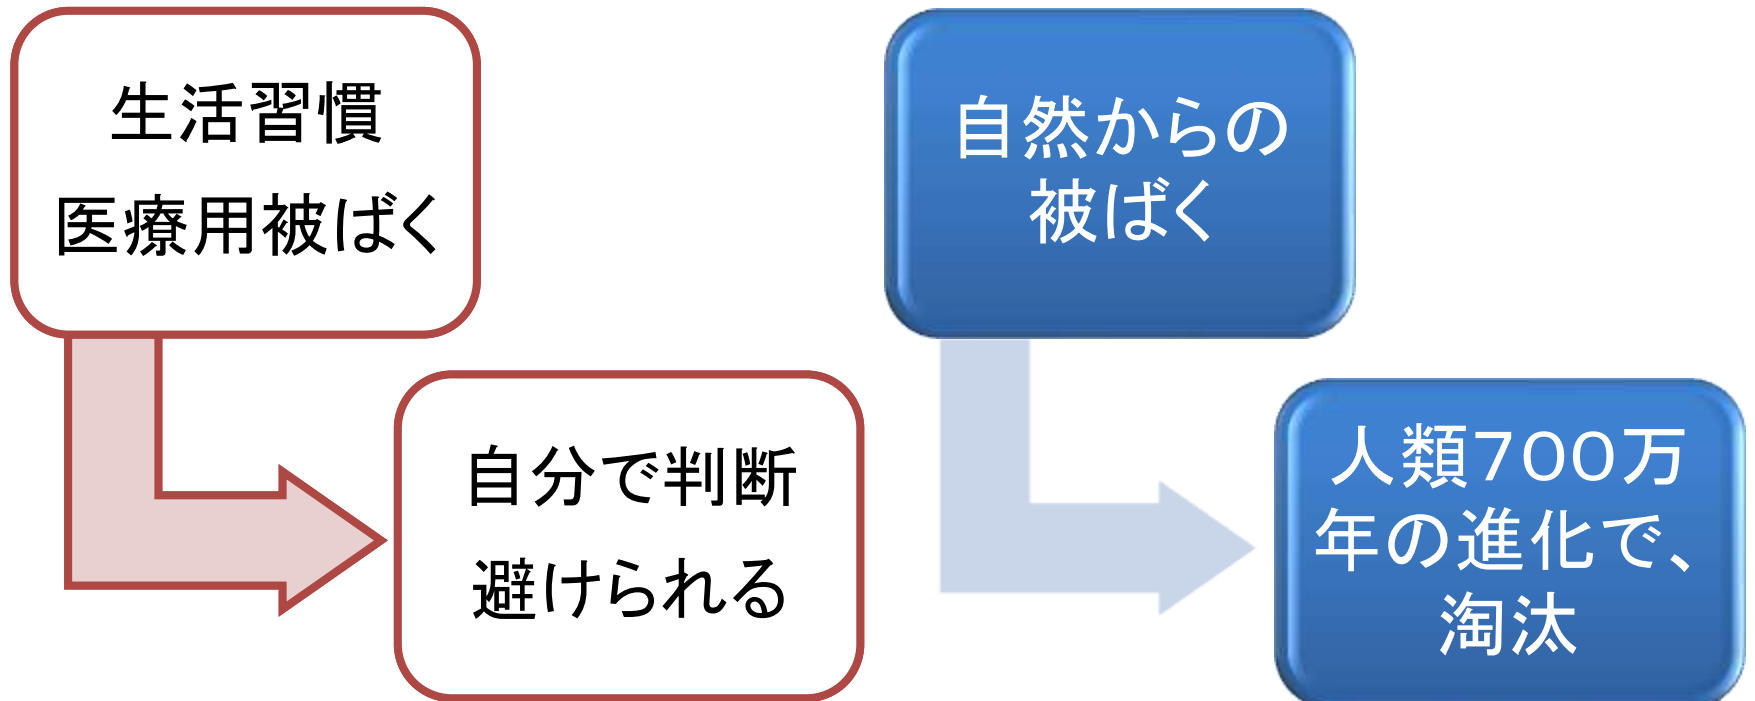 生活習慣
医療用被ばく
自分で判断
避けられる
自然からの
被ばく
人類700万
年の進化で、
淘汰